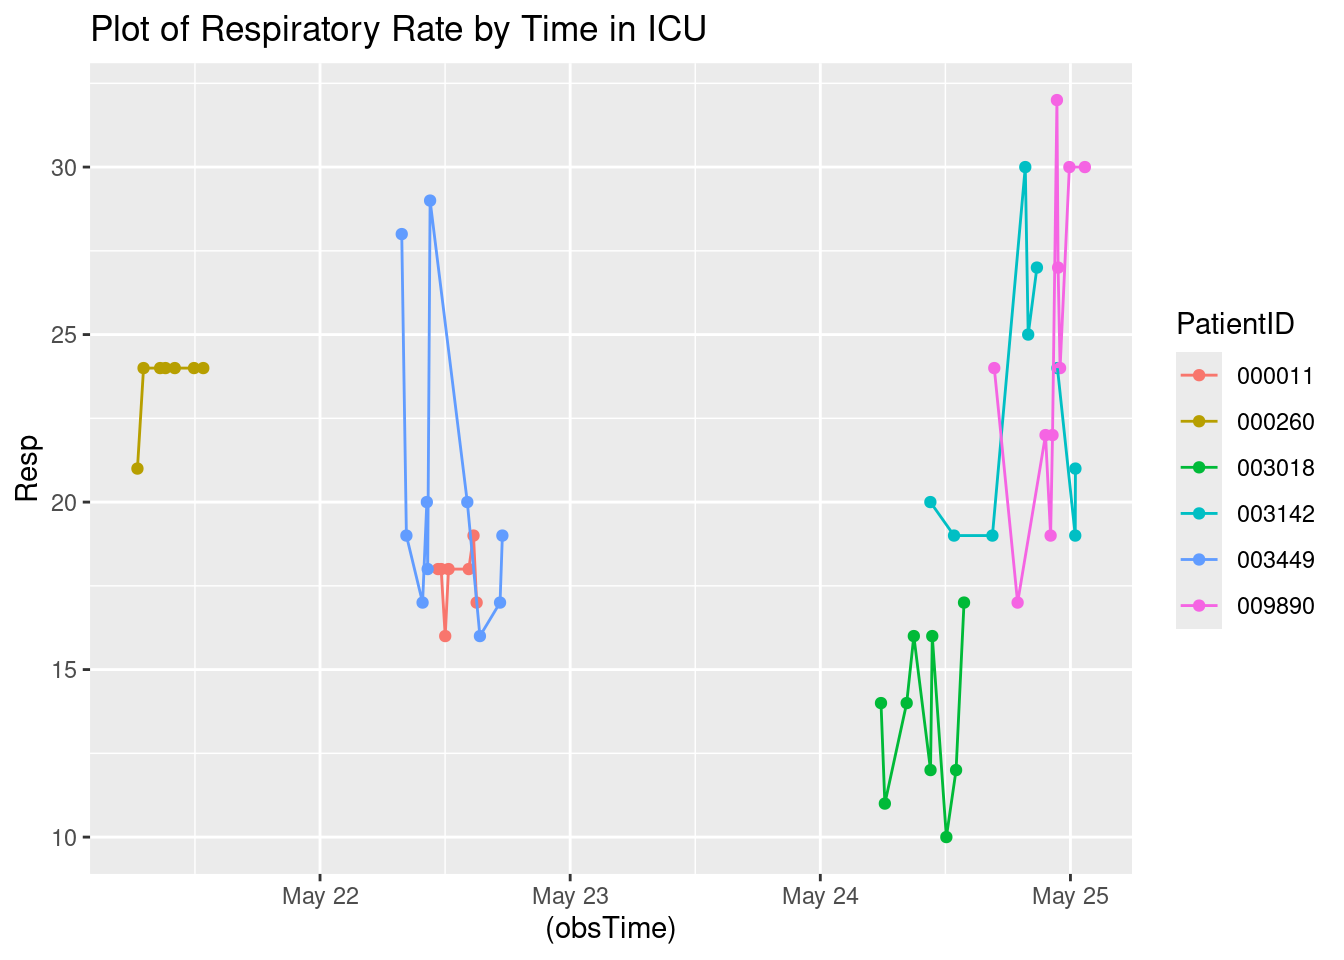 Plot of Respiratory Rate by Time in ICU
Resp
30
25
20
15
10
May 22
May 23
May 24
May 25
(obsTime)
PatientID
000011
000260
003018
003142
003449
009890